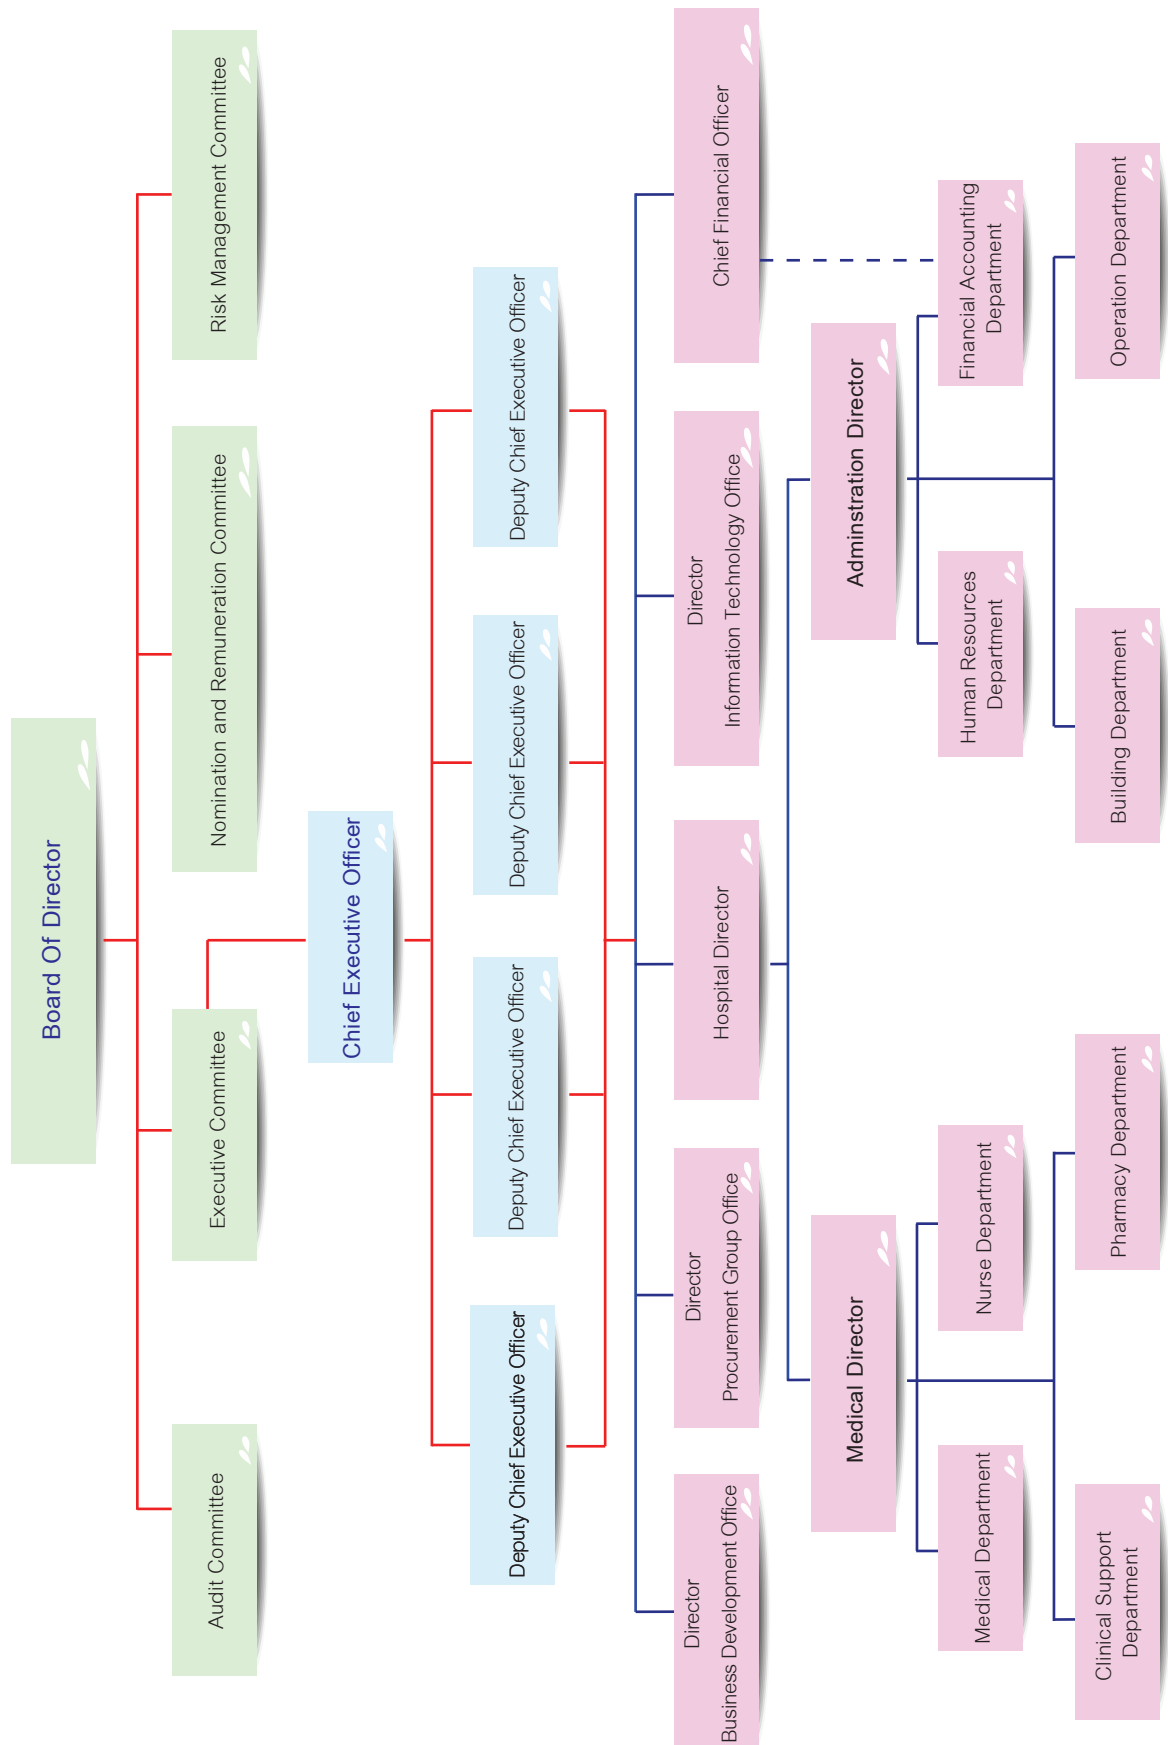 Board Of Director
Audit Committee
Executive Committee
Nomination and Remuneration Committee
Risk Management Committee
Chief Executive Officer
Deputy Chief Executive Officer
Deputy Chief Executive Officer
Deputy Chief Executive Officer
Deputy Chief Executive Officer
Director
Business Development Office
Director
Procurement Group Office
Hospital Director
Director
Information Technology Office
Chief Financial Officer
Medical Director
Adminstration Director
Medical Department
Nurse Department
Human Resources
Department
Financial Accounting
Department
Clinical Support
Department
Pharmacy Department
Building Department
Operation Department